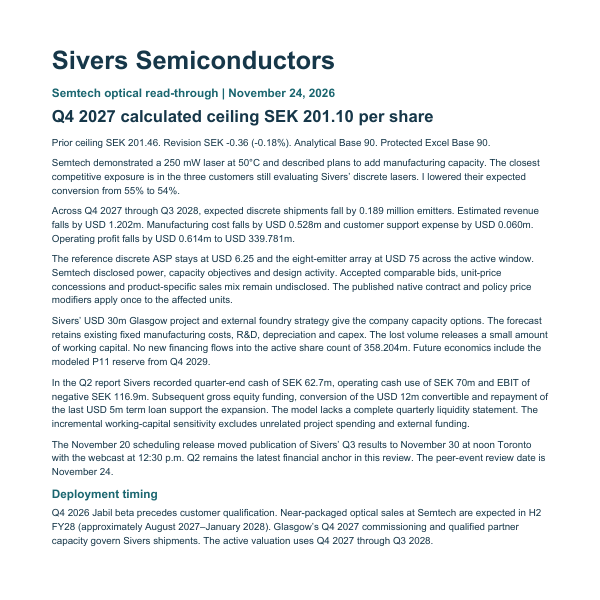 Sivers Semiconductors
Semtech optical read-through | November 24, 2026
Q4 2027 calculated ceiling SEK 201.10 per share
Prior ceiling SEK 201.46. Revision SEK -0.36 (-0.18%). Analytical Base 90. Protected Excel Base 90.
Semtech demonstrated a 250 mW laser at 50°C and described plans to add manufacturing capacity. The closest
competitive exposure is in the three customers still evaluating Sivers’ discrete lasers. I lowered their expected
conversion from 55% to 54%.
Across Q4 2027 through Q3 2028, expected discrete shipments fall by 0.189 million emitters. Estimated revenue
falls by USD 1.202m. Manufacturing cost falls by USD 0.528m and customer support expense by USD 0.060m.
Operating profit falls by USD 0.614m to USD 339.781m.
The reference discrete ASP stays at USD 6.25 and the eight-emitter array at USD 75 across the active window.
Semtech disclosed power, capacity objectives and design activity. Accepted comparable bids, unit-price
concessions and product-specific sales mix remain undisclosed. The published native contract and policy price
modifiers apply once to the affected units.
Sivers’ USD 30m Glasgow project and external foundry strategy give the company capacity options. The forecast
retains existing fixed manufacturing costs, R&D, depreciation and capex. The lost volume releases a small amount
of working capital. No new financing flows into the active share count of 358.204m. Future economics include the
modeled P11 reserve from Q4 2029.
In the Q2 report Sivers recorded quarter-end cash of SEK 62.7m, operating cash use of SEK 70m and EBIT of
negative SEK 116.9m. Subsequent gross equity funding, conversion of the USD 12m convertible and repayment of
the last USD 5m term loan support the expansion. The model lacks a complete quarterly liquidity statement. The
incremental working-capital sensitivity excludes unrelated project spending and external funding.
The November 20 scheduling release moved publication of Sivers’ Q3 results to November 30 at noon Toronto
with the webcast at 12:30 p.m. Q2 remains the latest financial anchor in this review. The peer-event review date is
November 24.
Deployment timing
Q4 2026 Jabil beta precedes customer qualification. Near-packaged optical sales at Semtech are expected in H2
FY28 (approximately August 2027–January 2028). Glasgow’s Q4 2027 commissioning and qualified partner
capacity govern Sivers shipments. The active valuation uses Q4 2027 through Q3 2028.